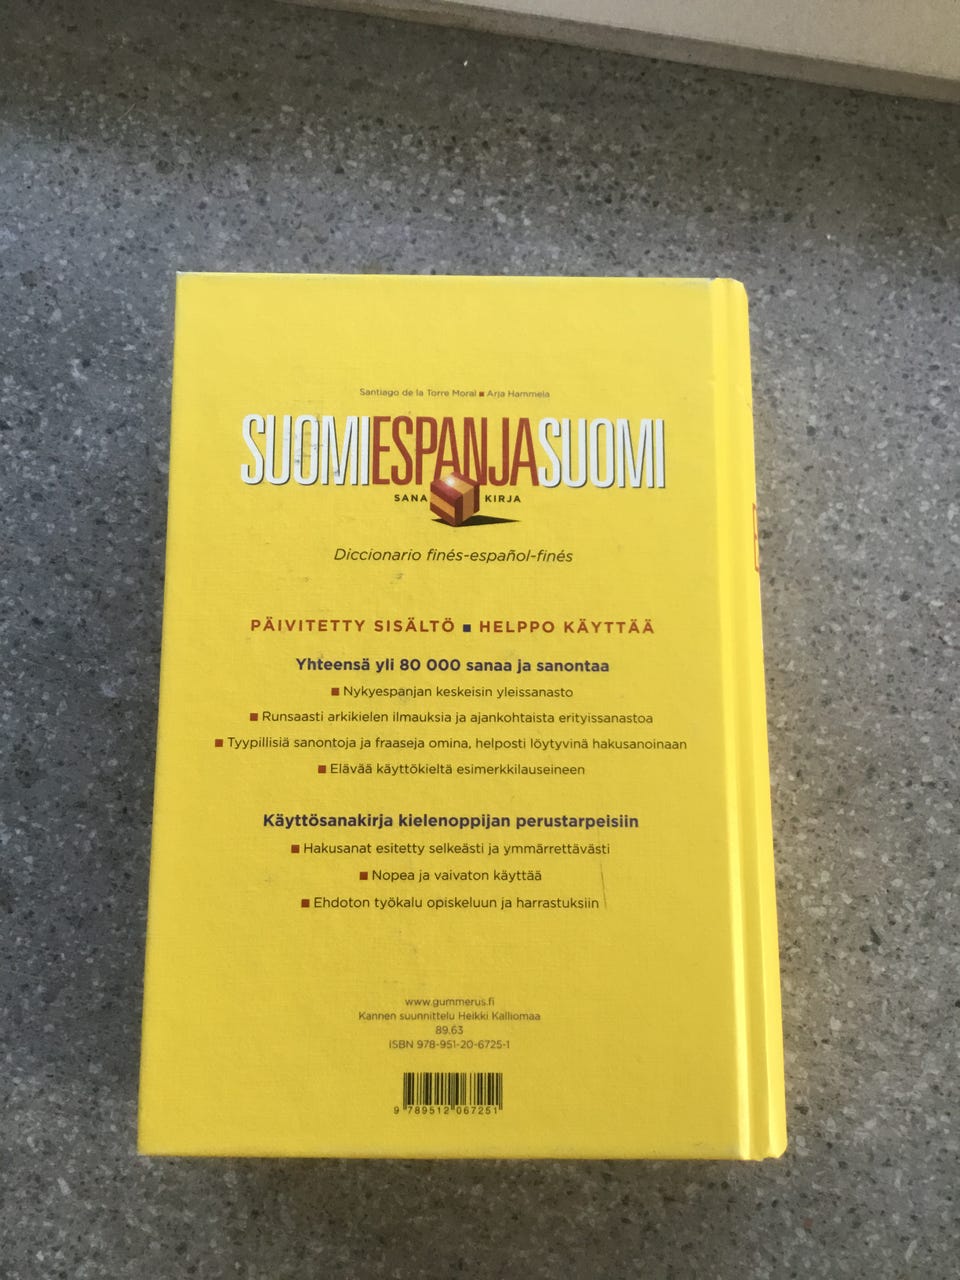 Santiago de la Torre Moral ■ Arja Hammela
SUOMIESPANJASUOMI
SANA KIRJA
Diccionario finés-español-finés
PÄIVITETTY SISÄLTÖ ■ HELPPO KÄYTTÄÄ
Yhteensä yli 80 000 sanaa ja sanontaa
■ Nykyespanjan keskeisin yleissanasto
■ Runsaasti arkikielen ilmauksia ja ajankohtaista erityissanastoa
■ Tyypillisiä sanontoja ja fraaseja omina, helposti löytyvinä hakusanoinaan
■ Elävää käyttökieltä esimerkkilauseineen
Käyttösanakirja kielenoppijan perustarpeisiin
■ Hakusanat esitetty selkeästi ja ymmärrettävästi
■ Nopea ja vaivaton käyttää
■ Ehdoton työkalu opiskeluun ja harrastuksiin
www.gummerus.fi
Kannen suunnittelu Heikki Kalliomaa
89.63
ISBN 978-951-20-6725-1
9 789512 067251